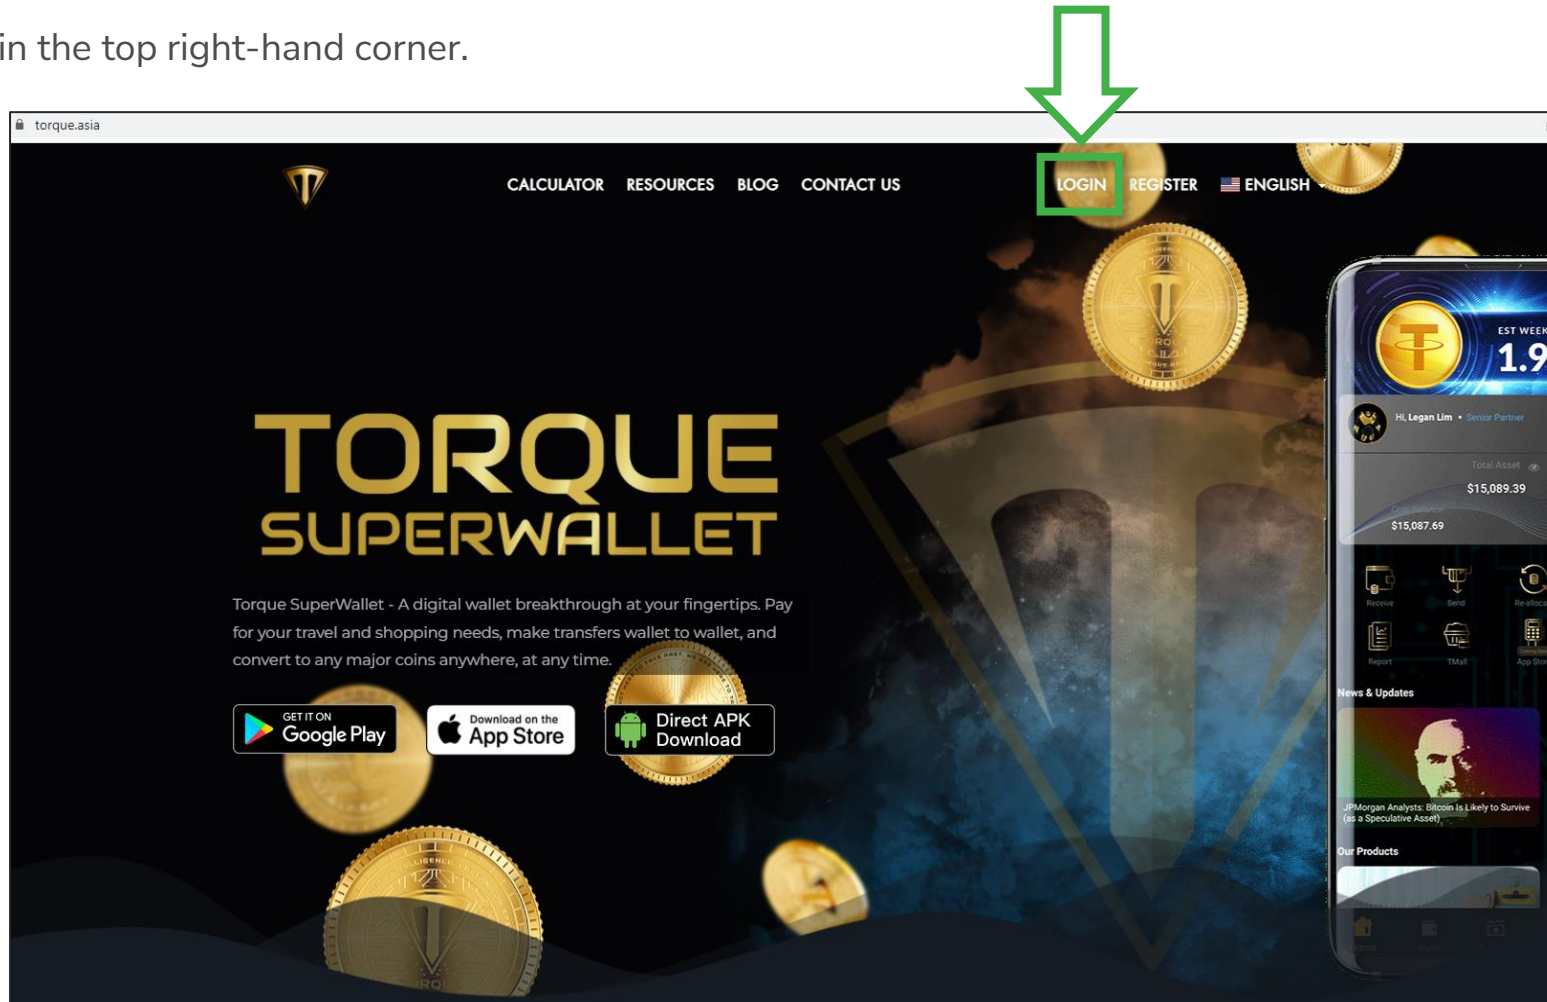 in the top right-hand corner.
torque.asia
CALCULATOR RESOURCES BLOG CONTACT US LOGIN REGISTER ENGLISH
TORQUE
SUPERWALLET
Torque SuperWallet - A digital wallet breakthrough at your fingertips. Pay
for your travel and shopping needs, make transfers wallet to wallet, and
convert to any major coins anywhere, at any time.
GET IT ON
Google Play
Download on the
App Store
Direct APK
Download
EST WEEK
1.9
Hi, Legan Lim • Senior Partner
Total Asset
$15,089.39
$15,087.69
Receive Send Re-alloca
Report TMall App Stor
News & Updates
JPMorgan Analysts: Bitcoin Is Likely to Survive
(as a Speculative Asset)
Our Products
Home